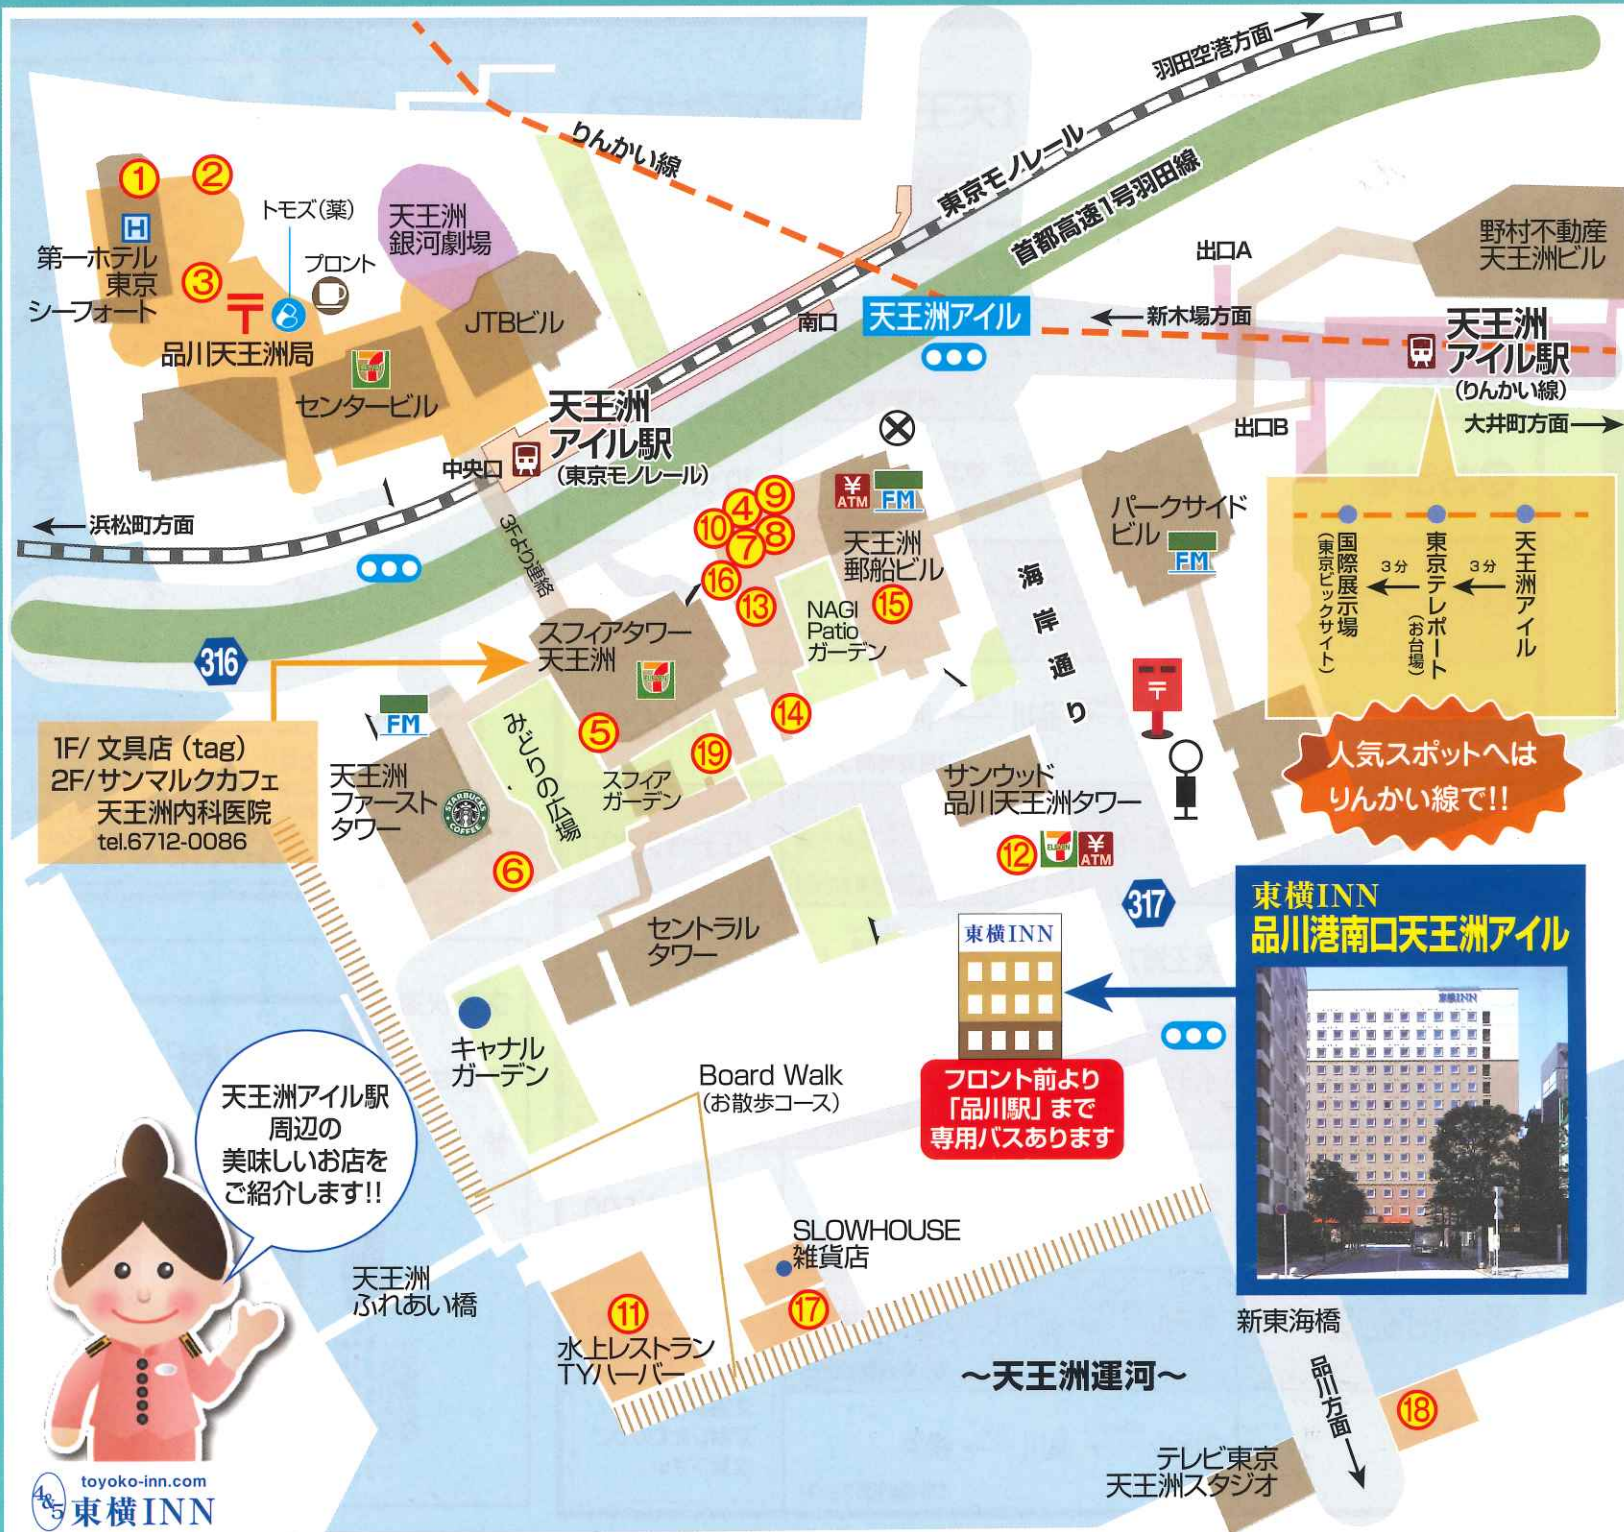 羽田空港方面
りんかい線
東京モノレール
首都高速1号羽田線
①
②
トモズ(薬)
天王洲
銀河劇場
H
第一ホテル
東京
シーフォート
③
〒
プロント
品川天王洲局
JTBビル
センタービル
南口
天王洲アイル
出口A
新木場方面
野村不動産
天王洲ビル
天王洲
アイル駅
(りんかい線)
大井町方面
出口B
天王洲
アイル駅
(東京モノレール)
中央口
浜松町方面
3Fより連絡
④
⑨
⑩
⑧
⑦
⑯
⑬
¥
ATM
FM
天王洲
郵船ビル
⑮
NAGI
Patio
ガーデン
⑭
パークサイド
ビル
FM
海岸通り
天王洲アイル
3分
東京テレポート
(お台場)
3分
国際展示場
(東京ビックサイト)
人気スポットへは
りんかい線で!!
316
スフィアタワー
天王洲
ELEVEN
1F/ 文具店 (tag)
2F/サンマルクカフェ
天王洲内科医院
tel.6712-0086
FM
天王洲
ファースト
タワー
STARBUCKS
COFFEE
みどりの広場
⑤
⑲
スフィア
ガーデン
⑥
〒
サンウッド
品川天王洲タワー
⑫
ELEVEN
¥
ATM
317
セントラル
タワー
東横INN
フロント前より
「品川駅」まで
専用バスあります
東横INN
品川港南口天王洲アイル
東横INN
キャナル
ガーデン
Board Walk
(お散歩コース)
天王洲アイル駅
周辺の
美味しいお店を
ご紹介します!!
天王洲
ふれあい橋
SLOWHOUSE
雑貨店
⑪
⑰
水上レストラン
TYハーバー
～天王洲運河～
新東海橋
品川方面
⑱
テレビ東京
天王洲スタジオ
4&5
toyoko-inn.com
東横INN